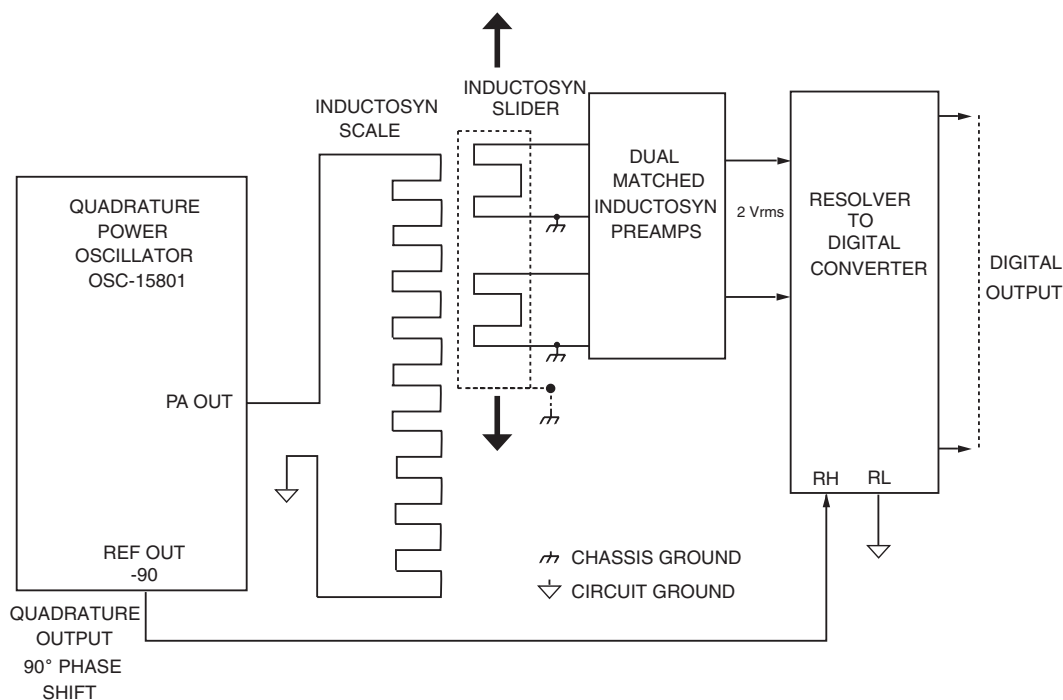 INDUCTOSYN
SCALE
INDUCTOSYN
SLIDER
QUADRATURE
POWER
OSCILLATOR
OSC-15801
PA OUT
REF OUT
-90
QUADRATURE
OUTPUT
90° PHASE
SHIFT
DUAL
MATCHED
INDUCTOSYN
PREAMPS
2 Vrms
RESOLVER
TO
DIGITAL
CONVERTER
RH RL
DIGITAL
OUTPUT
CHASSIS GROUND
CIRCUIT GROUND